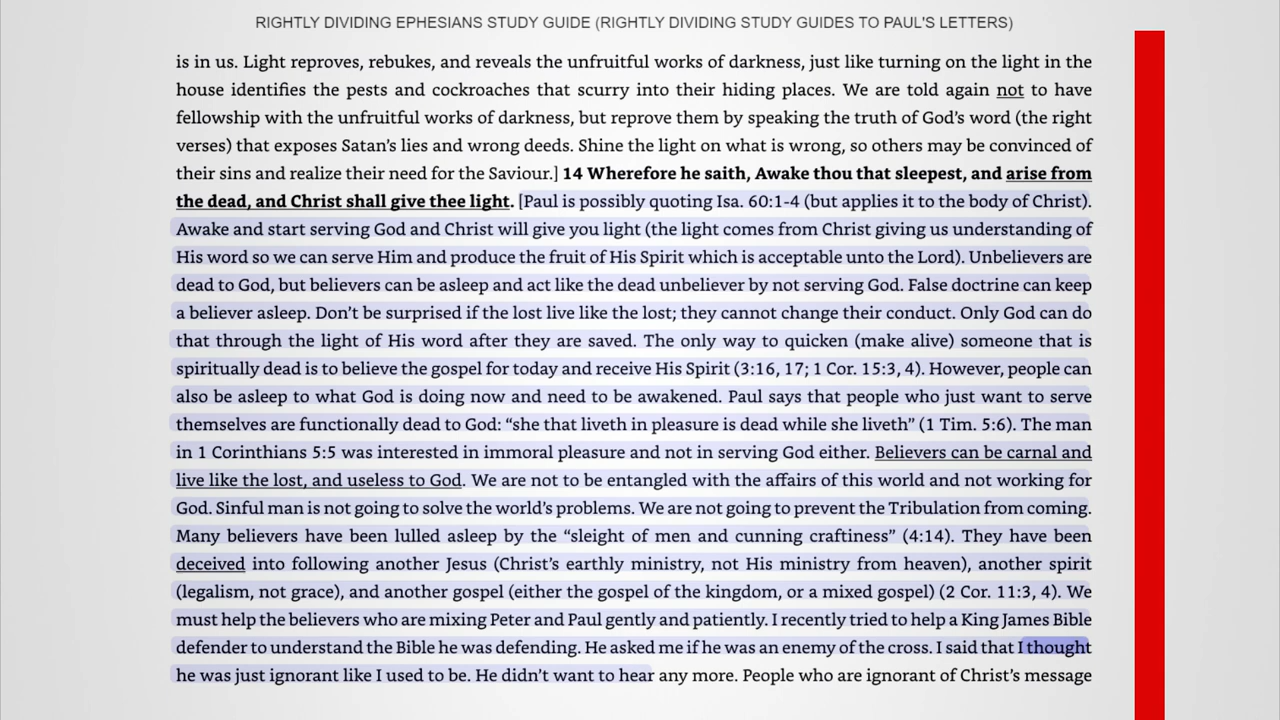 RIGHTLY DIVIDING EPHESIANS STUDY GUIDE (RIGHTLY DIVIDING STUDY GUIDES TO PAUL'S LETTERS)
is in us. Light reproves, rebukes, and reveals the unfruitful works of darkness, just like turning on the light in the
house identifies the pests and cockroaches that scurry into their hiding places. We are told again not to have
fellowship with the unfruitful works of darkness, but reprove them by speaking the truth of God’s word (the right
verses) that exposes Satan’s lies and wrong deeds. Shine the light on what is wrong, so others may be convinced of
their sins and realize their need for the Saviour.] 14 Wherefore he saith, Awake thou that sleepest, and arise from
the dead, and Christ shall give thee light. [Paul is possibly quoting Isa. 60:1-4 (but applies it to the body of Christ).
Awake and start serving God and Christ will give you light (the light comes from Christ giving us understanding of
His word so we can serve Him and produce the fruit of His Spirit which is acceptable unto the Lord). Unbelievers are
dead to God, but believers can be asleep and act like the dead unbeliever by not serving God. False doctrine can keep
a believer asleep. Don’t be surprised if the lost live like the lost; they cannot change their conduct. Only God can do
that through the light of His word after they are saved. The only way to quicken (make alive) someone that is
spiritually dead is to believe the gospel for today and receive His Spirit (3:16, 17; 1 Cor. 15:3, 4). However, people can
also be asleep to what God is doing now and need to be awakened. Paul says that people who just want to serve
themselves are functionally dead to God: “she that liveth in pleasure is dead while she liveth” (1 Tim. 5:6). The man
in 1 Corinthians 5:5 was interested in immoral pleasure and not in serving God either. Believers can be carnal and
live like the lost, and useless to God. We are not to be entangled with the affairs of this world and not working for
God. Sinful man is not going to solve the world’s problems. We are not going to prevent the Tribulation from coming.
Many believers have been lulled asleep by the “sleight of men and cunning craftiness” (4:14). They have been
deceived into following another Jesus (Christ’s earthly ministry, not His ministry from heaven), another spirit
(legalism, not grace), and another gospel (either the gospel of the kingdom, or a mixed gospel) (2 Cor. 11:3, 4). We
must help the believers who are mixing Peter and Paul gently and patiently. I recently tried to help a King James Bible
defender to understand the Bible he was defending. He asked me if he was an enemy of the cross. I said that I thought
he was just ignorant like I used to be. He didn’t want to hear any more. People who are ignorant of Christ’s message